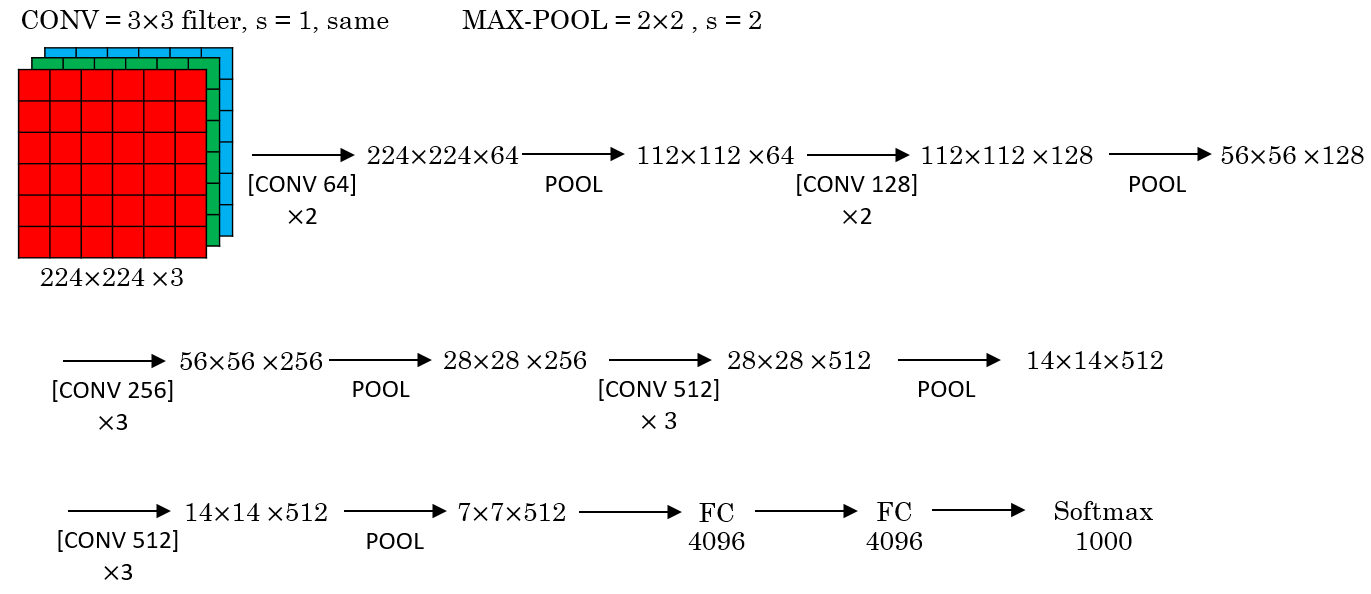 CONV = 3×3 filter, s = 1, same
MAX-POOL = 2×2 , s = 2
224×224 ×3
[CONV 64]
×2
224×224×64
POOL
112×112 ×64
[CONV 128]
×2
112×112 ×128
POOL
56×56 ×128
[CONV 256]
×3
56×56 ×256
POOL
28×28 ×256
[CONV 512]
× 3
28×28 ×512
POOL
14×14×512
[CONV 512]
×3
14×14 ×512
POOL
7×7×512
FC
4096
FC
4096
Softmax
1000